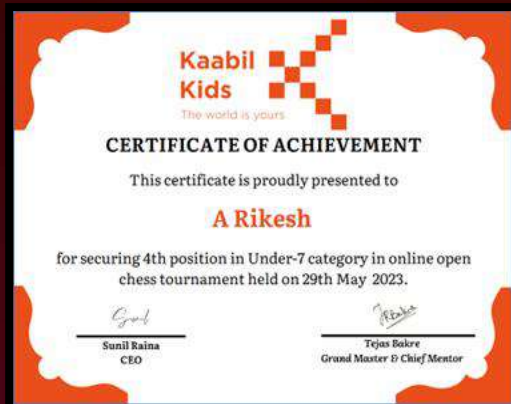 Kaabil
Kids
The world is yours
CERTIFICATE OF ACHIEVEMENT
This certificate is proudly presented to
A Rikesh
for securing 4th position in Under-7 category in online open
chess tournament held on 29th May 2023.
Sunil Raina
CEO
Tejas Bakre
Grand Master & Chief Mentor